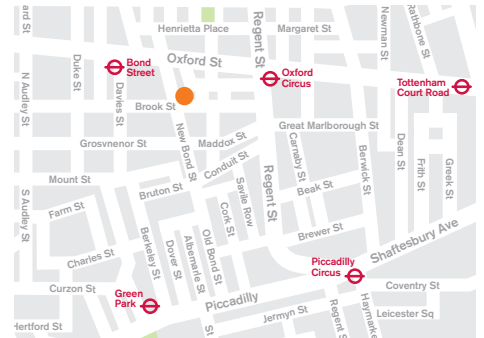 ard St
Henrietta Place
Regent St
Margaret St
Newman St
Rathbone St
Oxford St
Duke St
Bond
Street
Oxford
Circus
Tottenham
Court Road
N Audley St
Davies St
Brook St
New Bond St
Great Marlborough St
Grosvenor St
Maddox St
Conduit St
Carnaby St
Berwick St
Dean St
Frith St
Greek St
Mount St
Bruton St
Saville Row
Regent St
Beak St
S Audley St
Farm St
Cork St
Brewer St
Shaftesbury Ave
Berkeley St
Dover St
Albemarle St
Old Bond St
Charles St
Piccadilly
Circus
Curzon St
Green
Park
Piccadilly
Coventry St
Leicester Sq
Hertford St
St
Jermyn St
Regent S
Haymarke